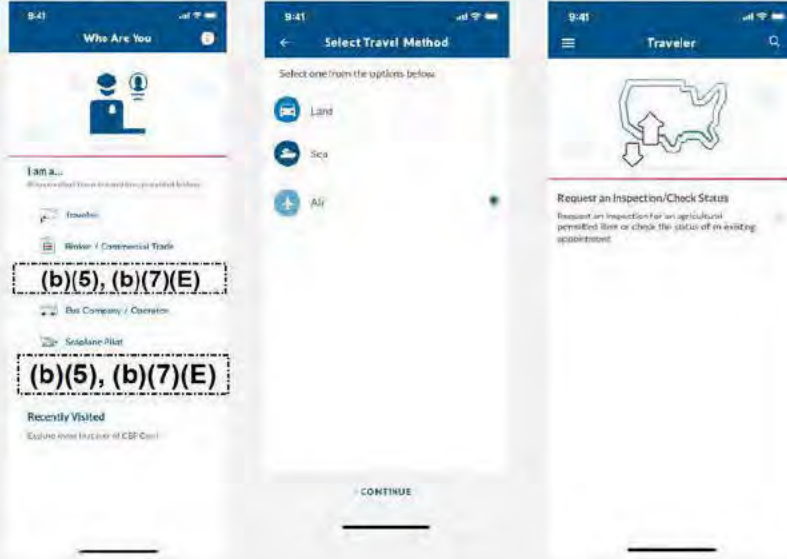 9:41
Who Are You
I am a...
Traveler
Broker / Commercial Trade
(b)(5), (b)(7)(E)
Bus Company / Operator
Seaplane Pilot
(b)(5), (b)(7)(E)
Recently Visited
9:41
Select Travel Method
Select one from the options below.
Land
Sea
Air
CONTINUE
9:41
Traveler
Request an Inspection/Check Status
Request an inspection for an agricultural
permitted item or check the status of an existing
appointment